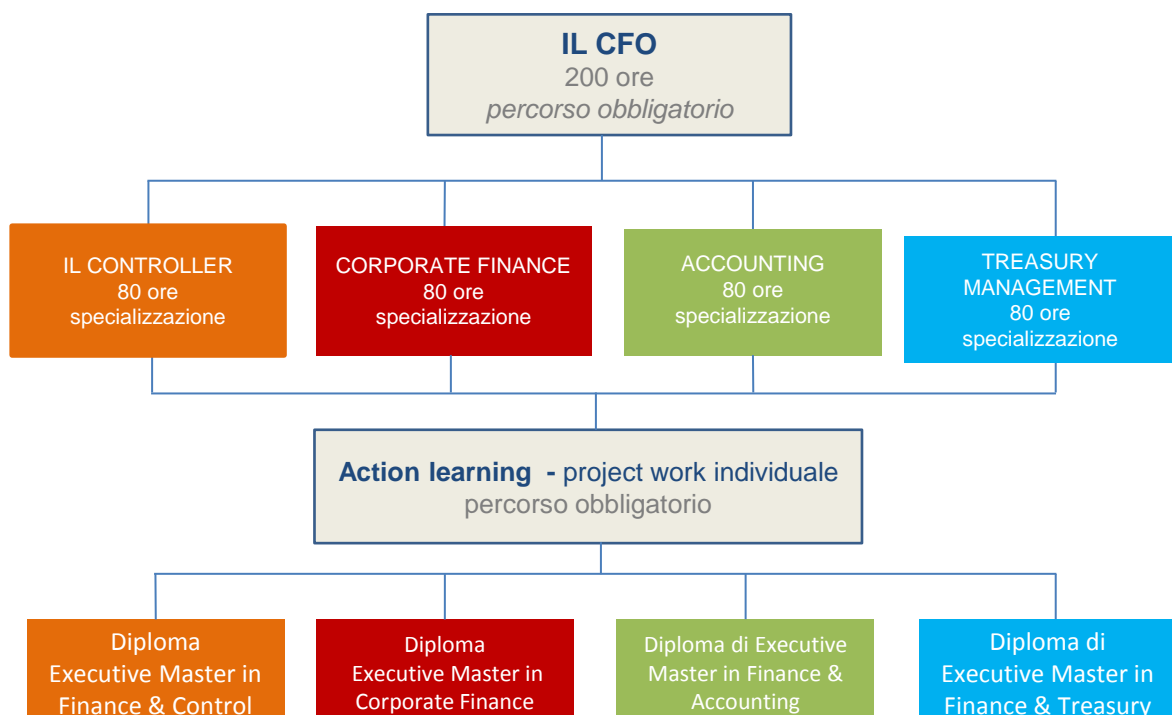 IL CFO
200 ore
percorso obbligatorio
IL CONTROLLER
80 ore
specializzazione
CORPORATE FINANCE
80 ore
specializzazione
ACCOUNTING
80 ore
specializzazione
TREASURY
MANAGEMENT
80 ore
specializzazione
Action learning - project work individuale
percorso obbligatorio
Diploma
Executive Master in
Finance & Control
Diploma
Executive Master in
Corporate Finance
Diploma di Executive
Master in Finance &
Accounting
Diploma di
Executive Master in
Finance & Treasury